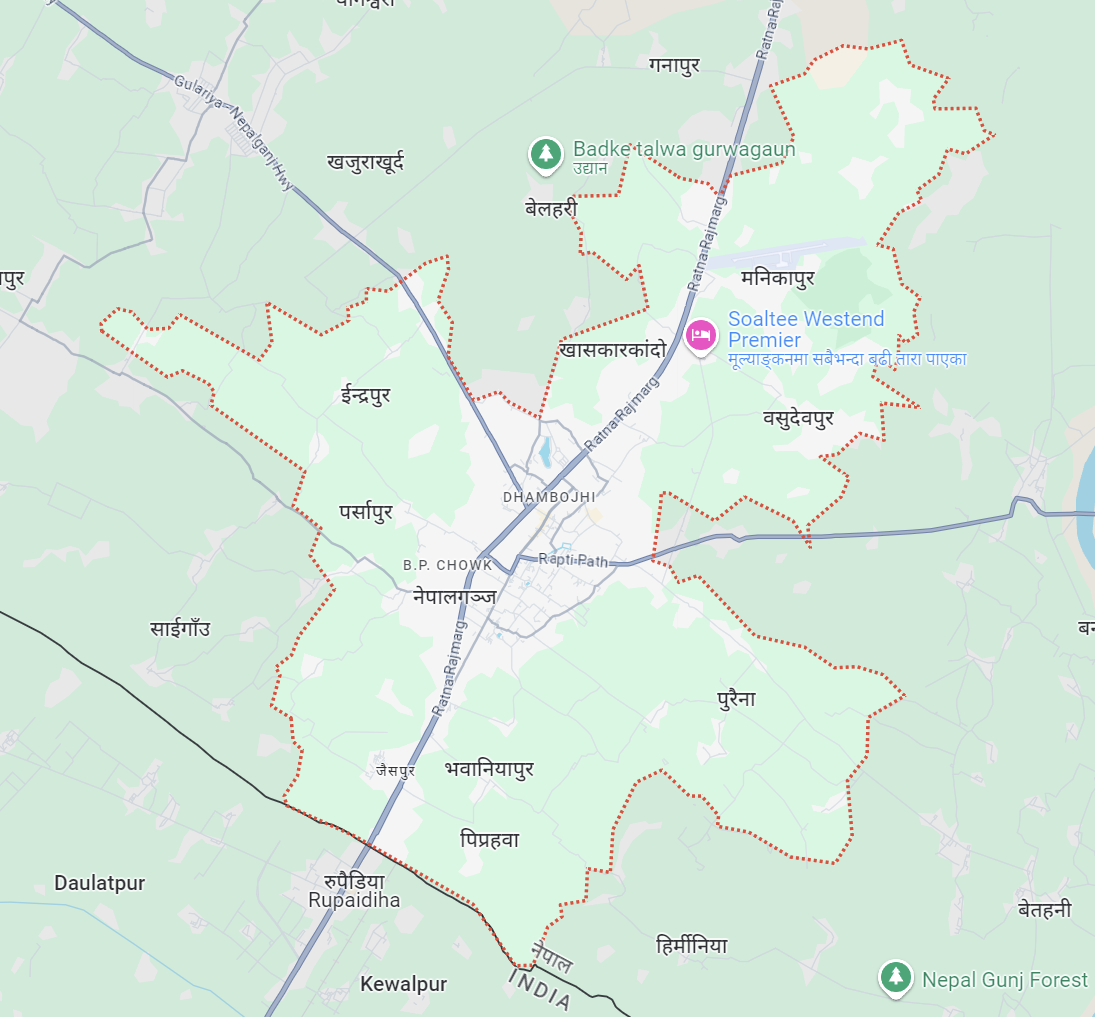 Ratna Raj
गनापुर
Gulariya-Nepalganj Hwy
Badke talwa gurwagaun
उद्यान
खजुराखूर्द
बेलहरी
Ratna Rajmarg
मनिकापुर
पुर
Soaltee Westend
Premier
मूल्याङ्कनमा सबैभन्दा बढी तारा पाएका
खासकारकांदो
ईन्द्रपुर
Ratna Rajmarg
वसुदेवपुर
DHAMBOJHI
पर्सापुर
Rapti Path
B.P. CHOWK
नेपालगञ्ज
साईगाँउ
Ratna Rajmarg
पुरैना
जैसपुर
भवानियापुर
पिप्रहवा
Daulatpur
रुपैडिया
Rupaidiha
बेतहनी
हिर्मीनिया
नेपाल
INDIA
Kewalpur
Nepal Gunj Forest